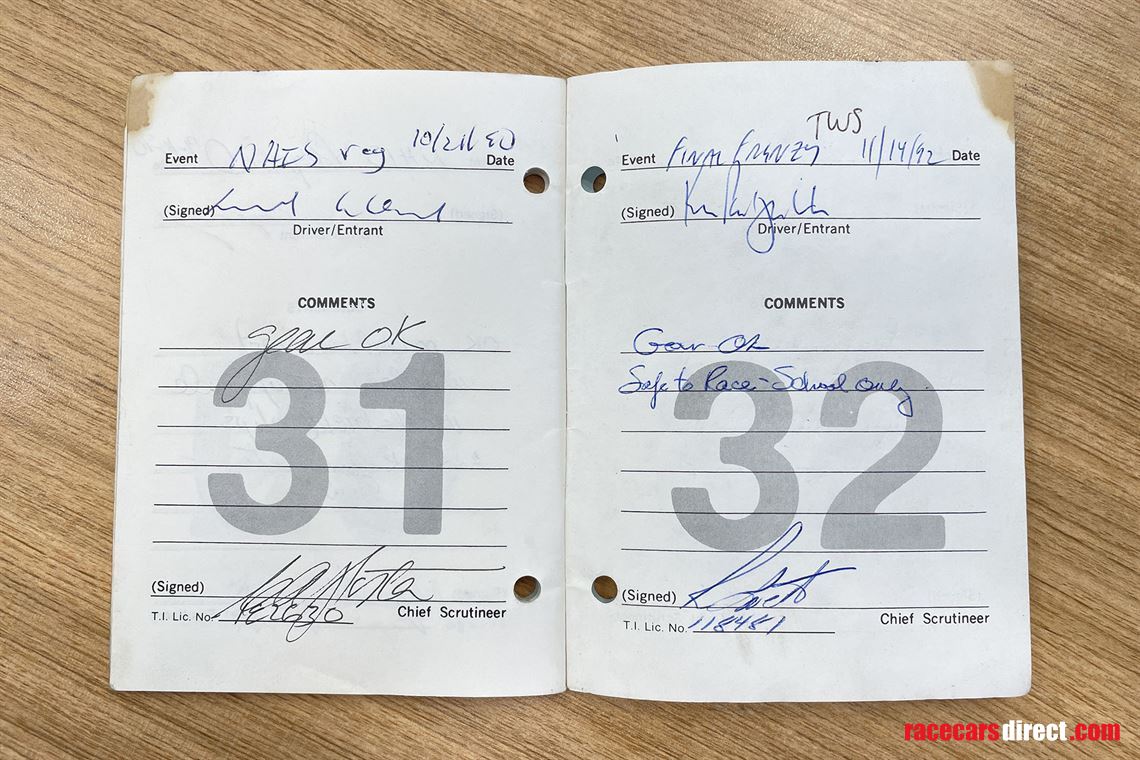 Event NHIS reg 10/21/90 Date
(Signed)
Driver/Entrant
COMMENTS
gear OK
31
(Signed)
Chief Scrutineer
T.I. Lic. No.
TWS
Event FINAL FRENZY 11/14/92 Date
(Signed)
Driver/Entrant
COMMENTS
Gear OK
Safe to Race - School only.
32
(Signed)
Chief Scrutineer
T.I. Lic. No. 118481
racecarsdirect.com